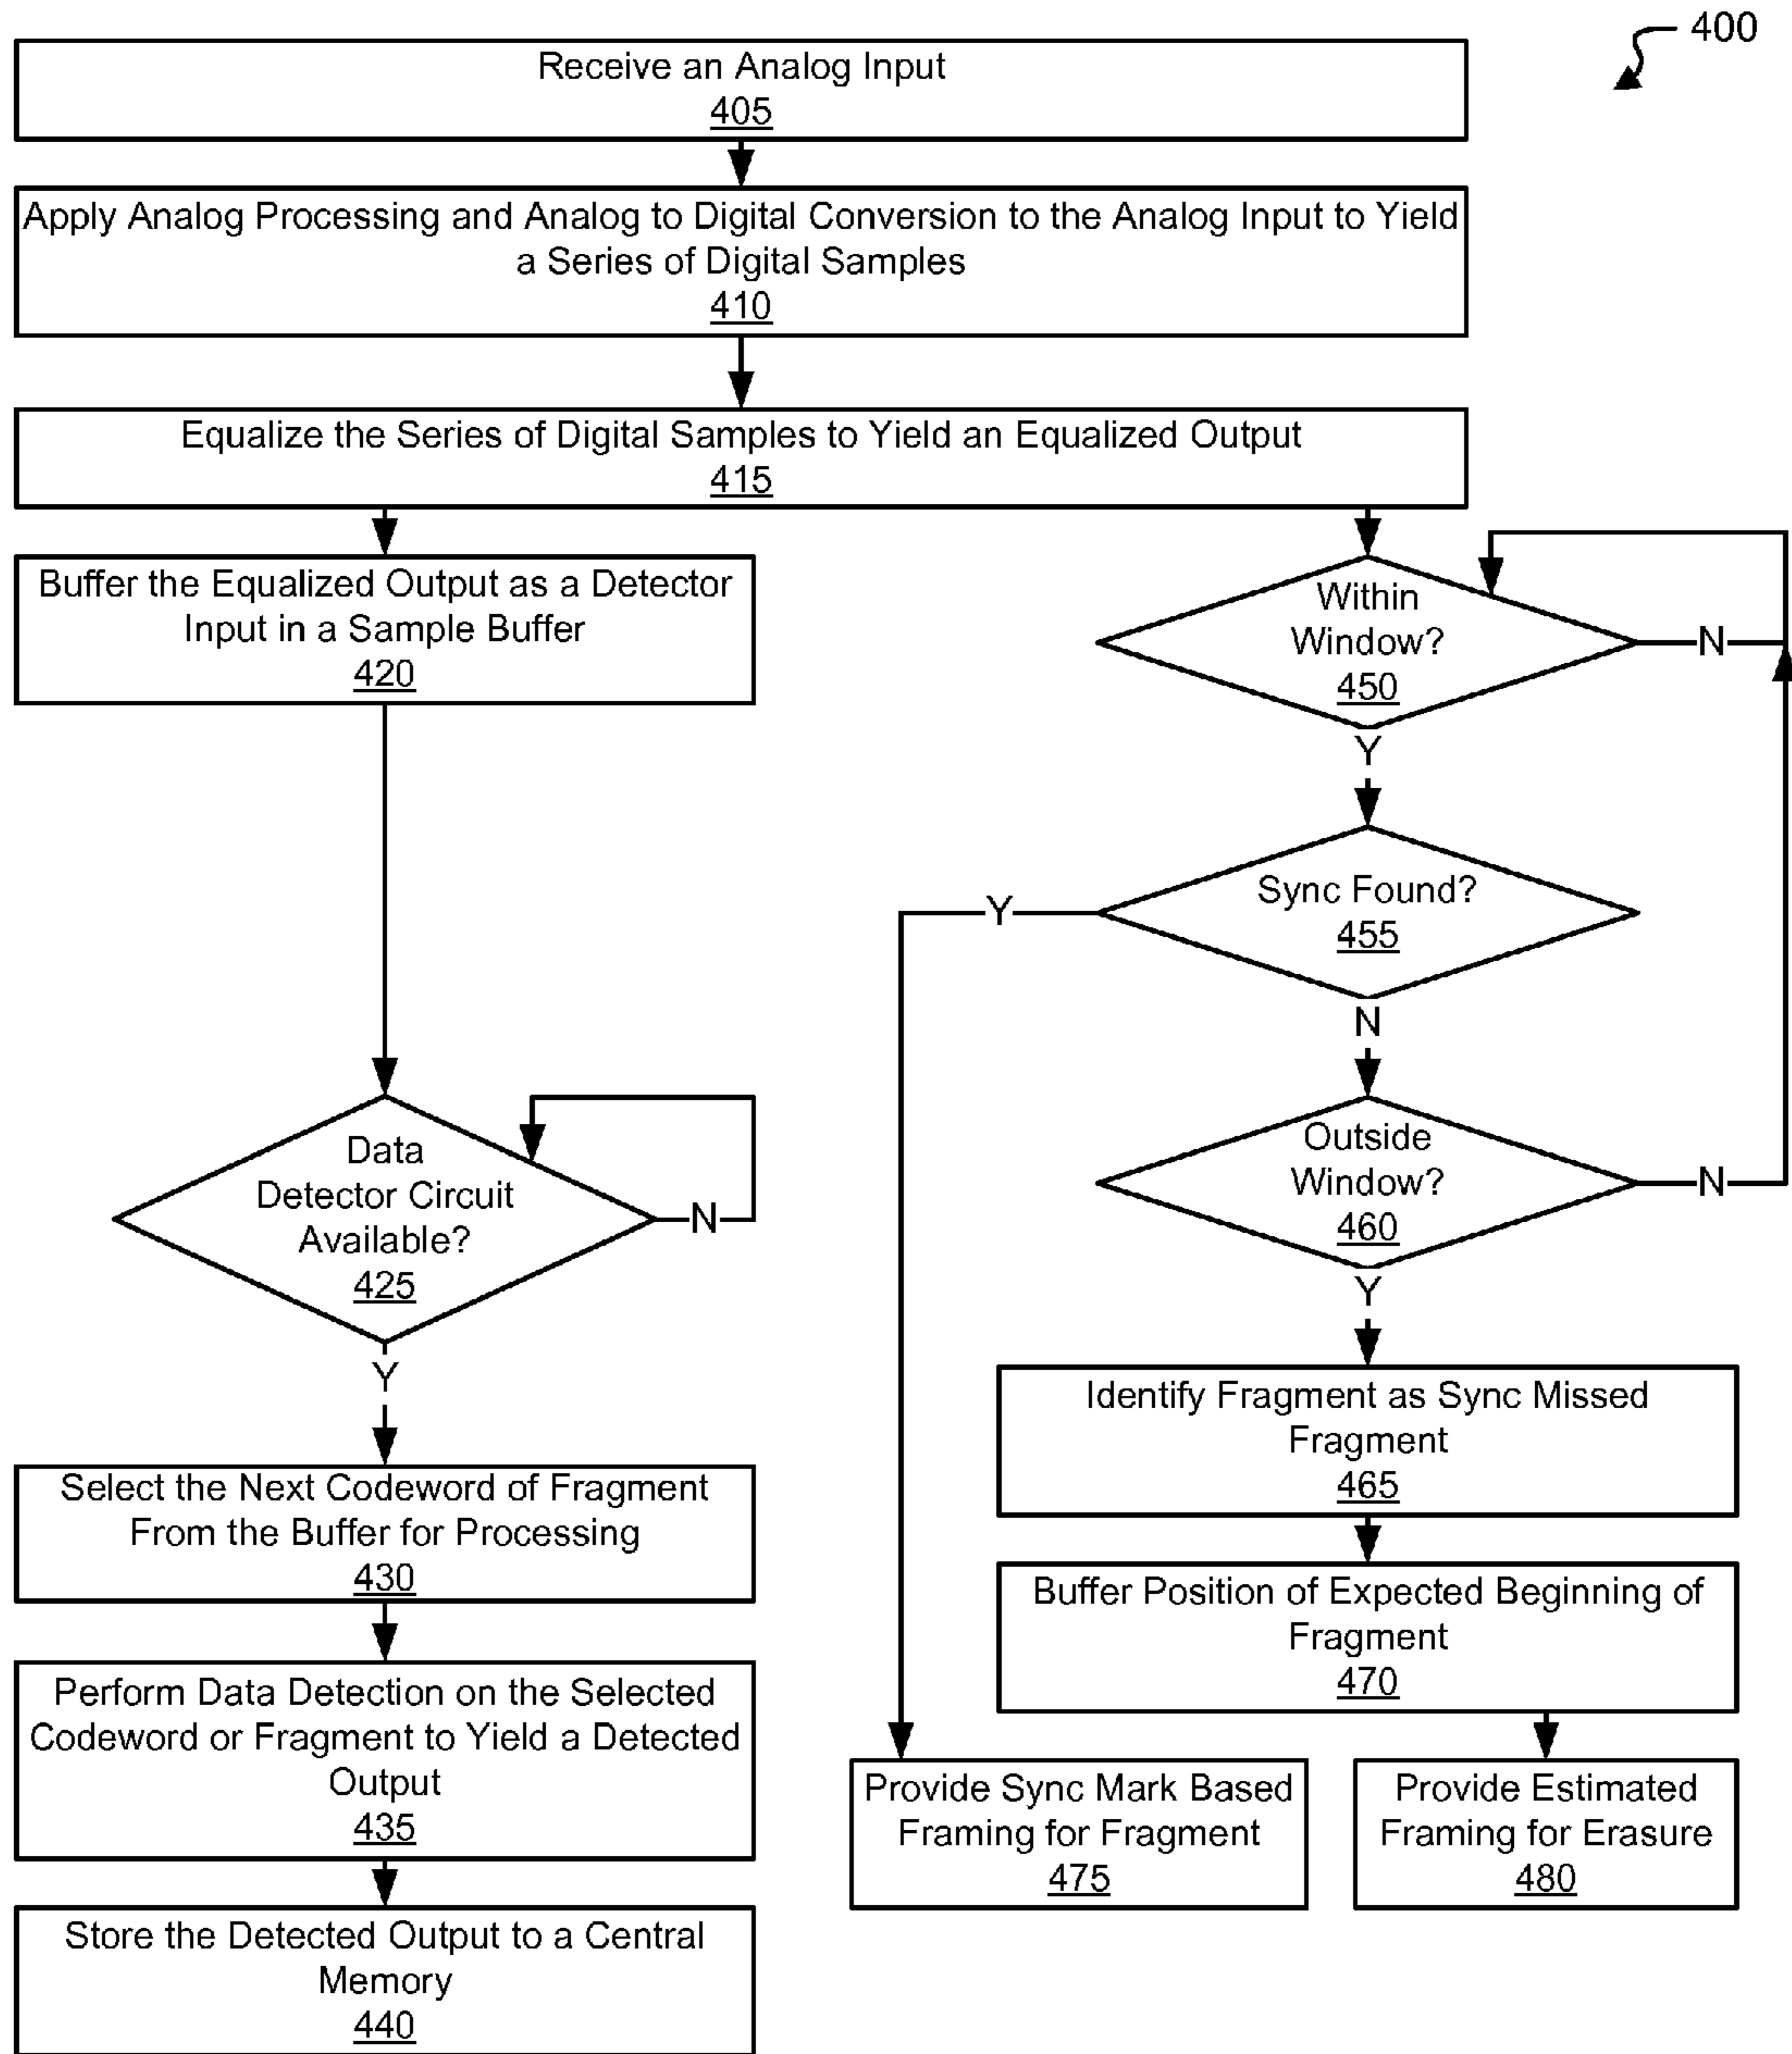 400
Receive an Analog Input
405
Apply Analog Processing and Analog to Digital Conversion to the Analog Input to Yield
a Series of Digital Samples
410
Equalize the Series of Digital Samples to Yield an Equalized Output
415
Buffer the Equalized Output as a Detector
Input in a Sample Buffer
420
Data
Detector Circuit
Available?
425
N
Y
Select the Next Codeword of Fragment
From the Buffer for Processing
430
Perform Data Detection on the Selected
Codeword or Fragment to Yield a Detected
Output
435
Store the Detected Output to a Central
Memory
440
Within
Window?
450
N
Y
Sync Found?
455
Y
N
Outside
Window?
460
N
Y
Identify Fragment as Sync Missed
Fragment
465
Buffer Position of Expected Beginning of
Fragment
470
Provide Sync Mark Based
Framing for Fragment
475
Provide Estimated
Framing for Erasure
480